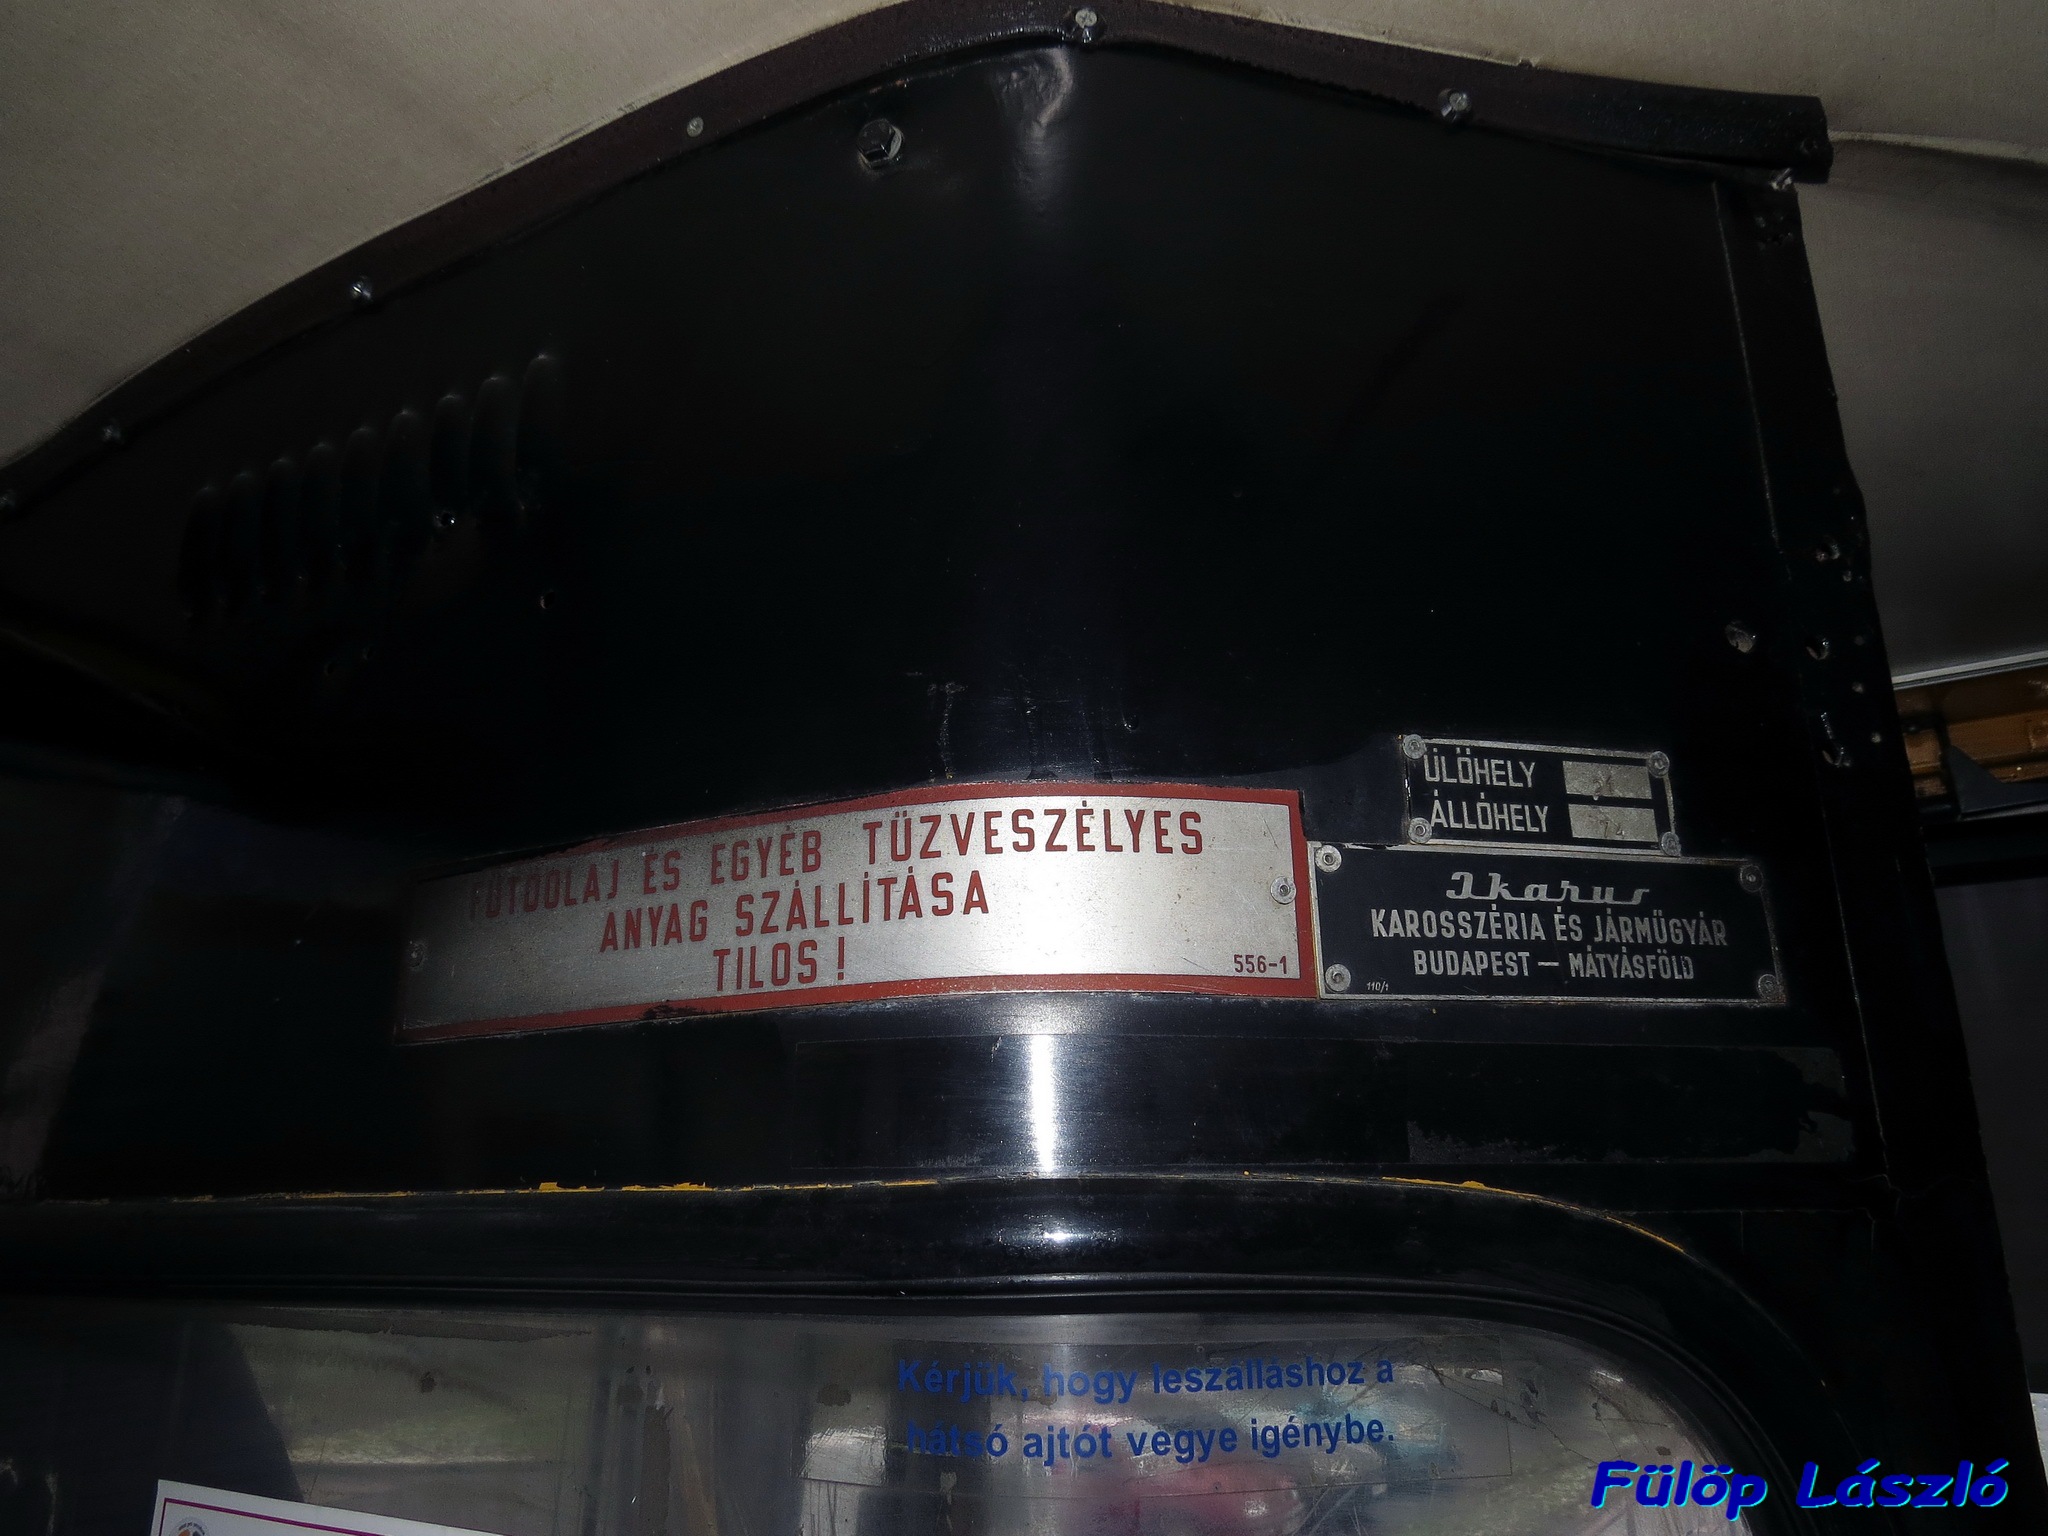 FŰTŐOLAJ ÉS EGYÉB TŰZVESZÉLYES
ANYAG SZÁLLÍTÁSA
TILOS!
556-1
ÜLŐHELY
ÁLLÓHELY 74
Ikarus
KAROSSZÉRIA ÉS JÁRMŰGYÁR
BUDAPEST — MÁTYÁSFÖLD
110/1
Kérjük, hogy leszálláshoz a
hátsó ajtót vegye igénybe.
Fülöp László